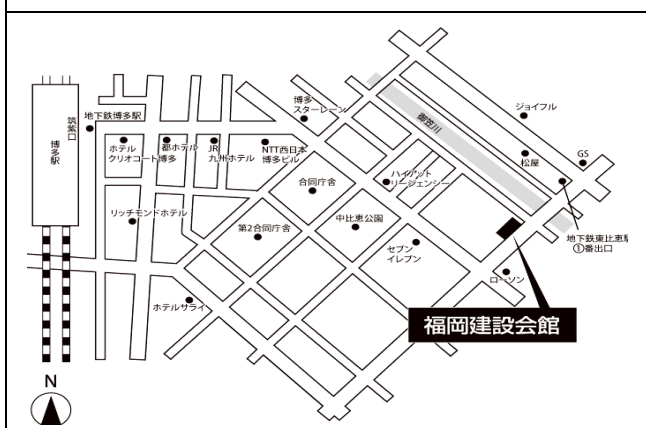 博多
スターレーン
ジョイフル
筑紫口
博多駅
地下鉄博多駅
御笠川
ホテル
クリオコート博多
都ホテル
JR
九州ホテル
NTT西日本
博多ビル
松屋
GS
合同庁舎
ハイアット
リージェンシー
リッチモンドホテル
中比恵公園
第2合同庁舎
セブン
イレブン
地下鉄東比恵駅
①番出口
ローソン
ホテルサライ
福岡建設会館
N